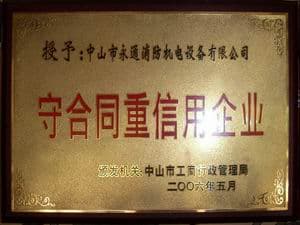 授予:中山市永通消防机电设备有限公司
守合同重信用企业
颁发机关:中山市工商行政管理局
二〇〇六年五月